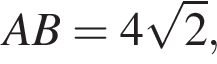 AB = 4√2,